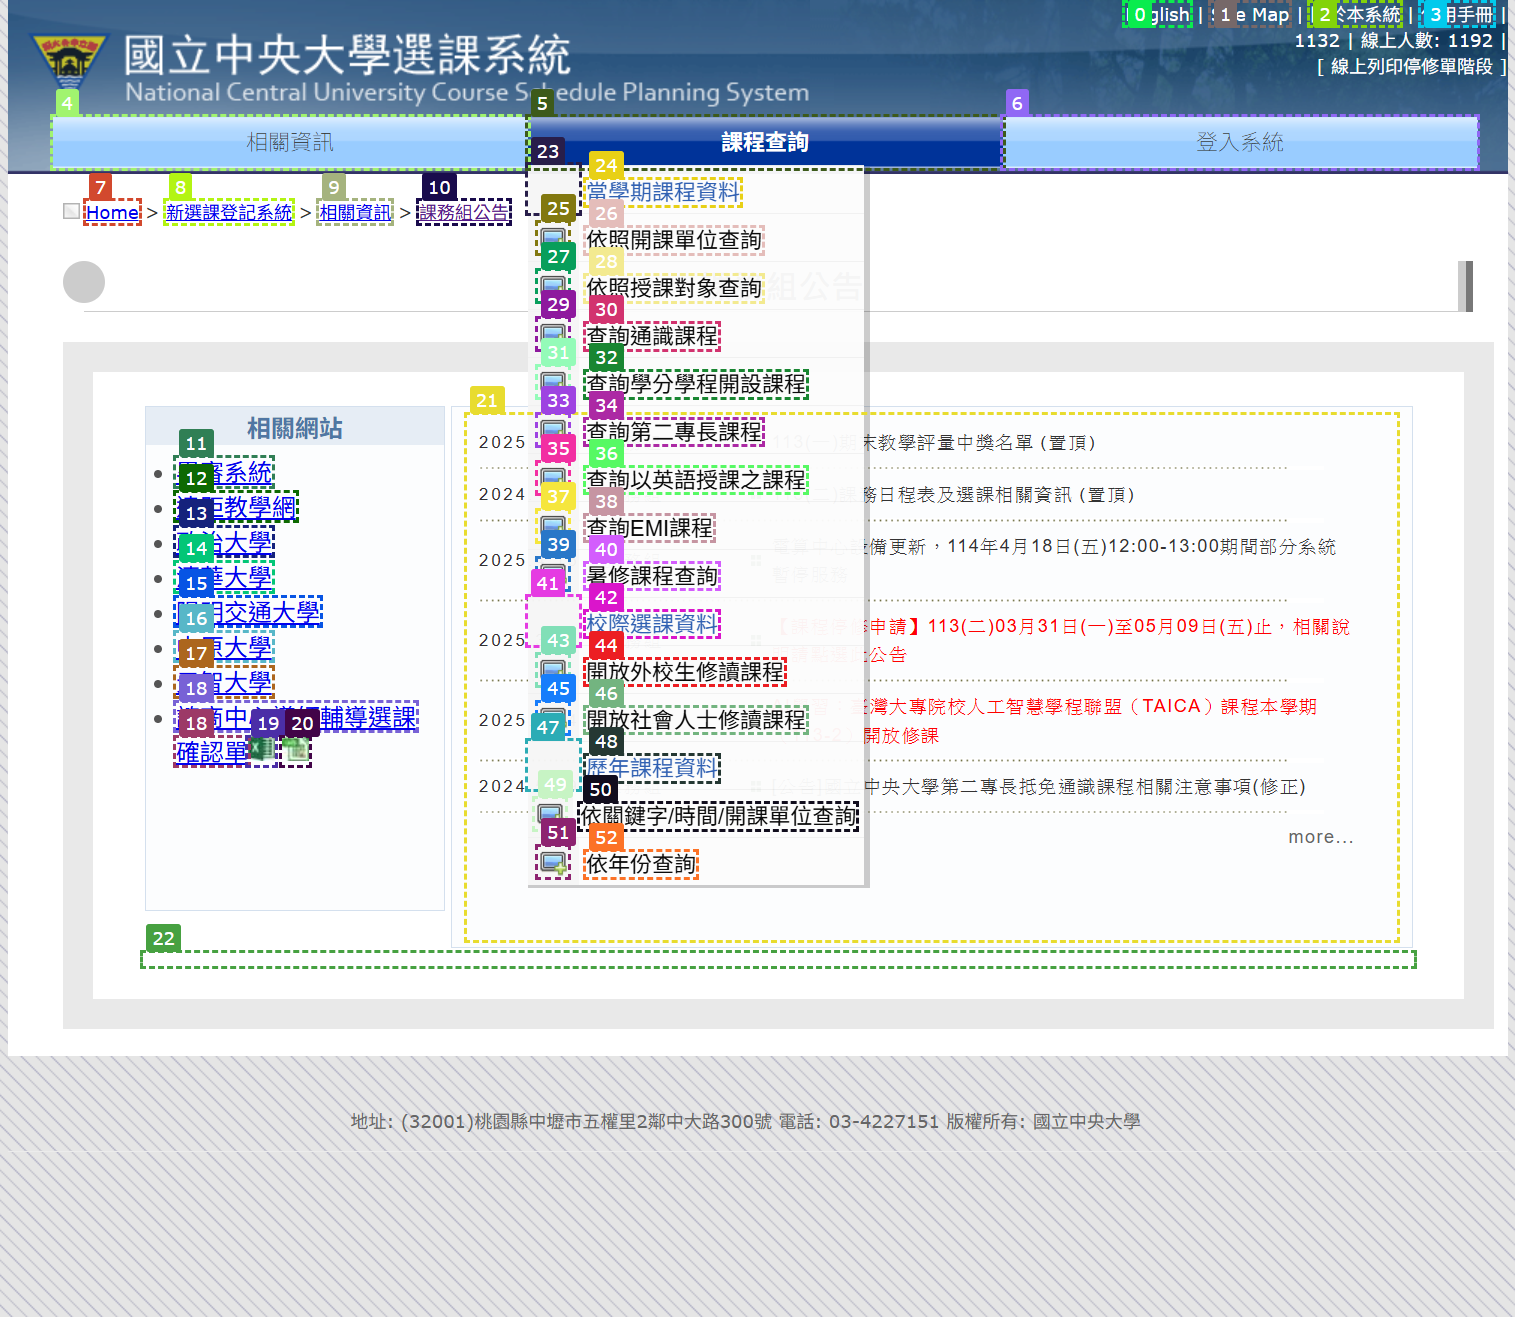 English | Site Map | 關於本系統 | 使用手冊 |
1132 | 線上人數: 1192 |
[ 線上列印停修單階段 ]
國立中央大學選課系統
National Central University Course Schedule Planning System
相關資訊
課程查詢
登入系統
Home > 新選課登記系統 > 相關資訊 > 課務組公告
組公告
當學期課程資料
依照開課單位查詢
依照授課對象查詢
查詢通識課程
查詢學分學程開設課程
查詢第二專長課程
查詢以英語授課之課程
查詢EMI課程
暑修課程查詢
校際選課資料
開放外校生修讀課程
開放社會人士修讀課程
歷年課程資料
依關鍵字/時間/開課單位查詢
依年份查詢
相關網站
審系統
教學網
大學
大學
交通大學
大學
大學
輔導選課
確認單
2025
113(一)期末教學評量中獎名單 (置頂)
2024
務日程表及選課相關資訊 (置頂)
2025
備更新，114年4月18日(五)12:00-13:00期間部分系統
2025
申請】113(二)03月31日(一)至05月09日(五)止，相關說
公告
2025
灣大專院校人工智慧學程聯盟（TAICA）課程本學期
開放修課
2024
中央大學第二專長抵免通識課程相關注意事項(修正)
more...
地址: (32001)桃園縣中壢市五權里2鄰中大路300號 電話: 03-4227151 版權所有: 國立中央大學
0
1
2
3
4
5
6
7
8
9
10
11
12
13
14
15
16
17
18
18
19
20
21
22
23
24
25
26
27
28
29
30
31
32
33
34
35
36
37
38
39
40
41
42
43
44
45
46
47
48
49
50
51
52